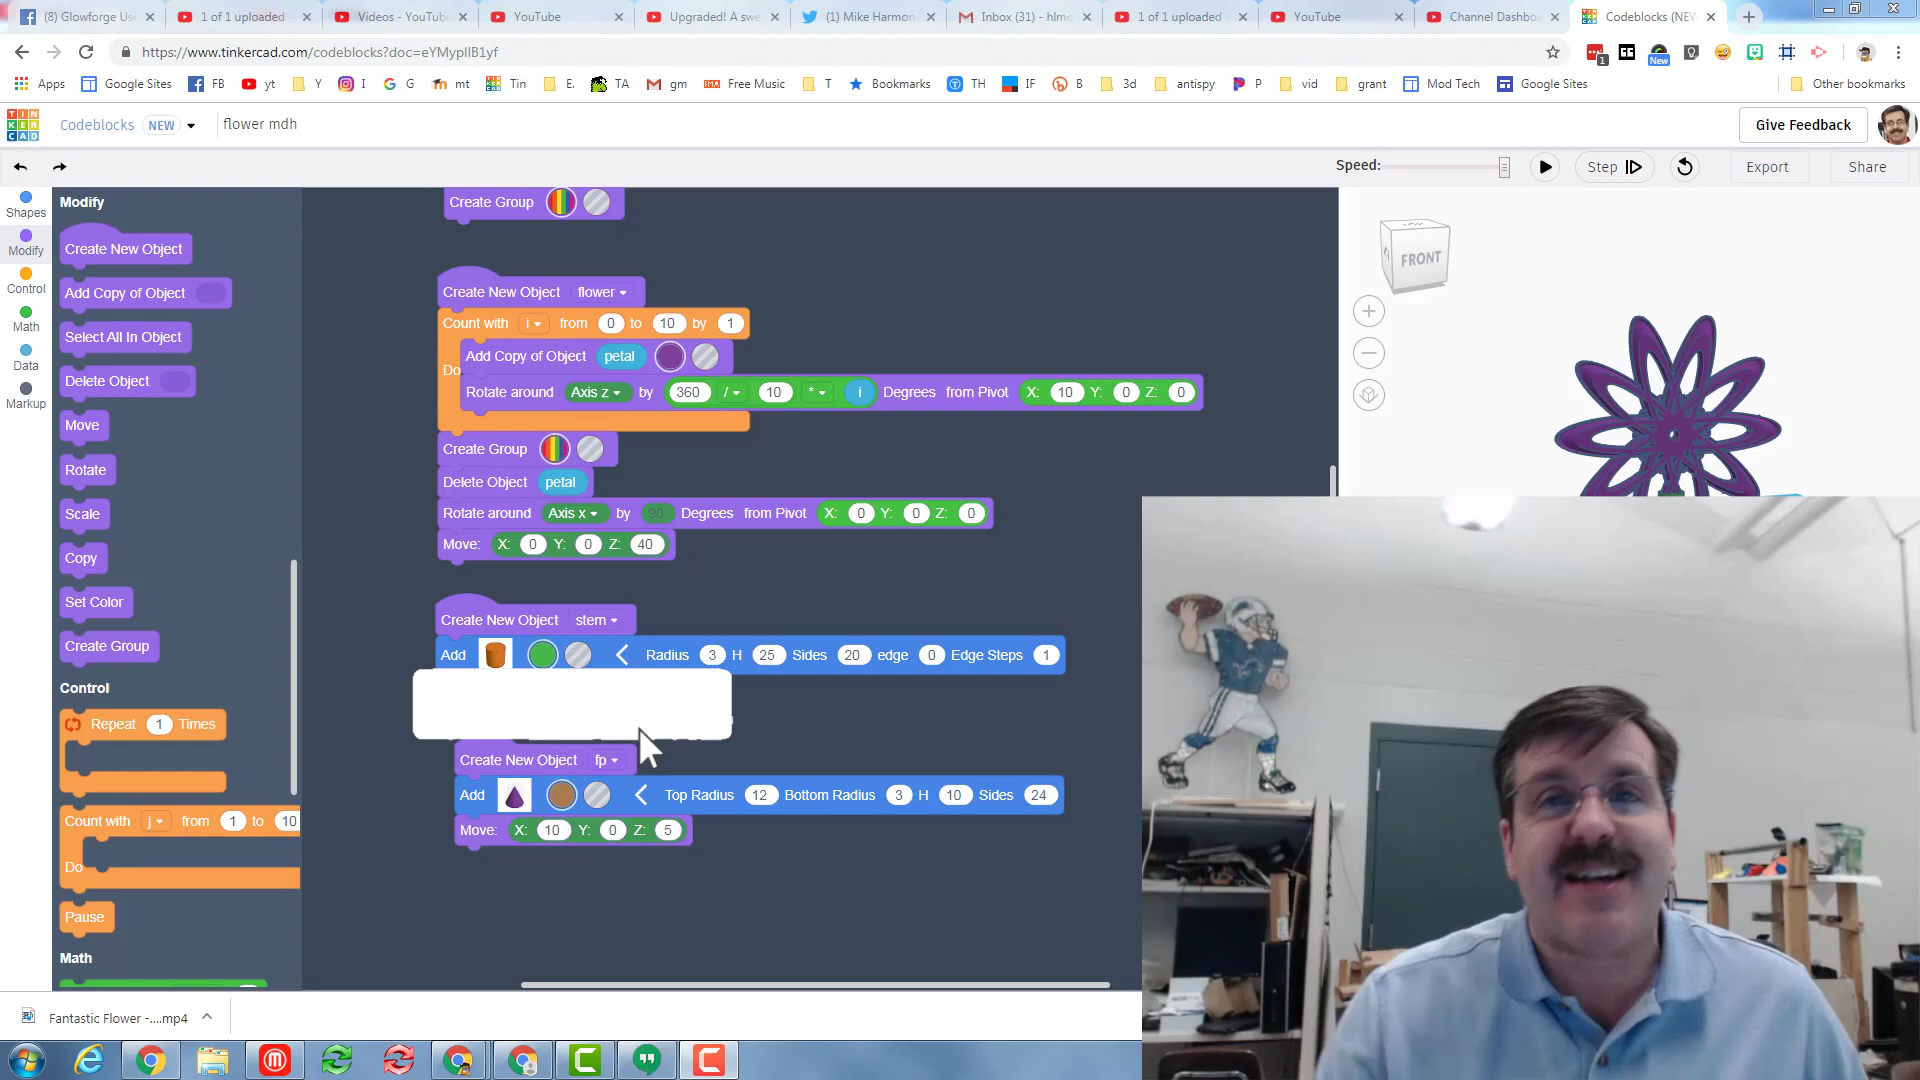 (8) Glowforge Use
1 of 1 uploaded -
Videos - YouTub
YouTube
Upgraded! A swe
(1) Mike Harmon
Inbox (31) - hlmo
1 of 1 uploaded -
YouTube
Channel Dashboa
Codeblocks (NEW
https://www.tinkercad.com/codeblocks?doc=eYMypIlB1yf
1
New
Apps
Google Sites
FB
yt
Y
I
G
mt
Tin
E.
TA
gm
Free Music
T
Bookmarks
TH
IF
B
3d
antispy
P
vid
grant
Mod Tech
Google Sites
Other bookmarks
TIN
KER
CAD
Codeblocks NEW
flower mdh
Give Feedback
Speed:
Step
Export
Share
Shapes
Modify
Control
Math
Data
Markup
Modify
Create New Object
Add Copy of Object
Select All In Object
Delete Object
Move
Rotate
Scale
Copy
Set Color
Create Group
Control
Repeat 1 Times
Count with j from 1 to 10
Do
Pause
Math
Create Group
Create New Object flower
Count with i from 0 to 10 by 1
Add Copy of Object petal
Do
Rotate around Axis z by 360 / 10 * i Degrees from Pivot X: 10 Y: 0 Z: 0
Create Group
Delete Object petal
Rotate around Axis x by 90 Degrees from Pivot X: 0 Y: 0 Z: 0
Move: X: 0 Y: 0 Z: 40
Create New Object stem
Add Radius 3 H 25 Sides 20 edge 0 Edge Steps 1
Create New Object fp
Add Top Radius 12 Bottom Radius 3 H 10 Sides 24
Move: X: 10 Y: 0 Z: 5
FRONT
Fantastic Flower -....mp4